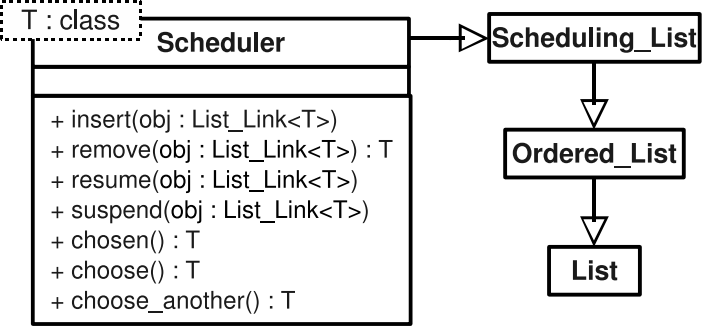 T : class
Scheduler
+ insert(obj : List_Link<T>)
+ remove(obj : List_Link<T>) : T
+ resume(obj : List_Link<T>)
+ suspend(obj : List_Link<T>)
+ chosen() : T
+ choose() : T
+ choose_another() : T
Scheduling_List
Ordered_List
List